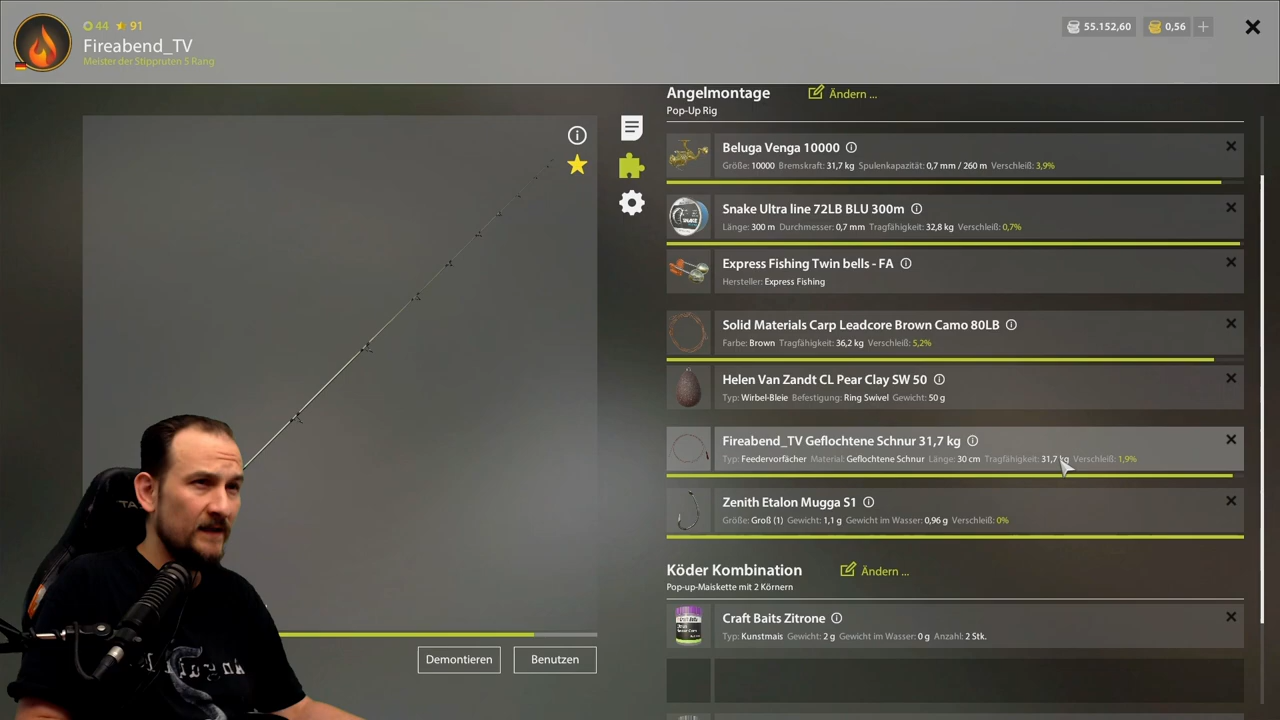 44 91
Fireabend_TV
Meister der Stippruten 5 Rang
55.152,60 0,56
Angelmontage Ändern ...
Pop-Up Rig
Beluga Venga 10000
Größe: 10000 Bremskraft: 31,7 kg Spulenkapazität: 0,7 mm / 260 m Verschleiß: 3,9%
Snake Ultra line 72LB BLU 300m
Länge: 300 m Durchmesser: 0,7 mm Tragfähigkeit: 32,8 kg Verschleiß: 0,7%
Express Fishing Twin bells - FA
Hersteller: Express Fishing
Solid Materials Carp Leadcore Brown Camo 80LB
Farbe: Brown Tragfähigkeit: 36,2 kg Verschleiß: 5,2%
Helen Van Zandt CL Pear Clay SW 50
Typ: Wirbel-Bleie Befestigung: Ring Swivel Gewicht: 50 g
Fireabend_TV Geflochtene Schnur 31,7 kg
Typ: Feedervorfächer Material: Geflochtene Schnur Länge: 30 cm Tragfähigkeit: 31,7 kg Verschleiß: 1,9%
Zenith Etalon Mugga S1
Größe: Groß (1) Gewicht: 1,1 g Gewicht im Wasser: 0,96 g Verschleiß: 0%
Köder Kombination Ändern ...
Pop-up-Maiskette mit 2 Körnern
Craft Baits Zitrone
Typ: Kunstmais Gewicht: 2 g Gewicht im Wasser: 0 g Anzahl: 2 Stk.
Demontieren Benutzen